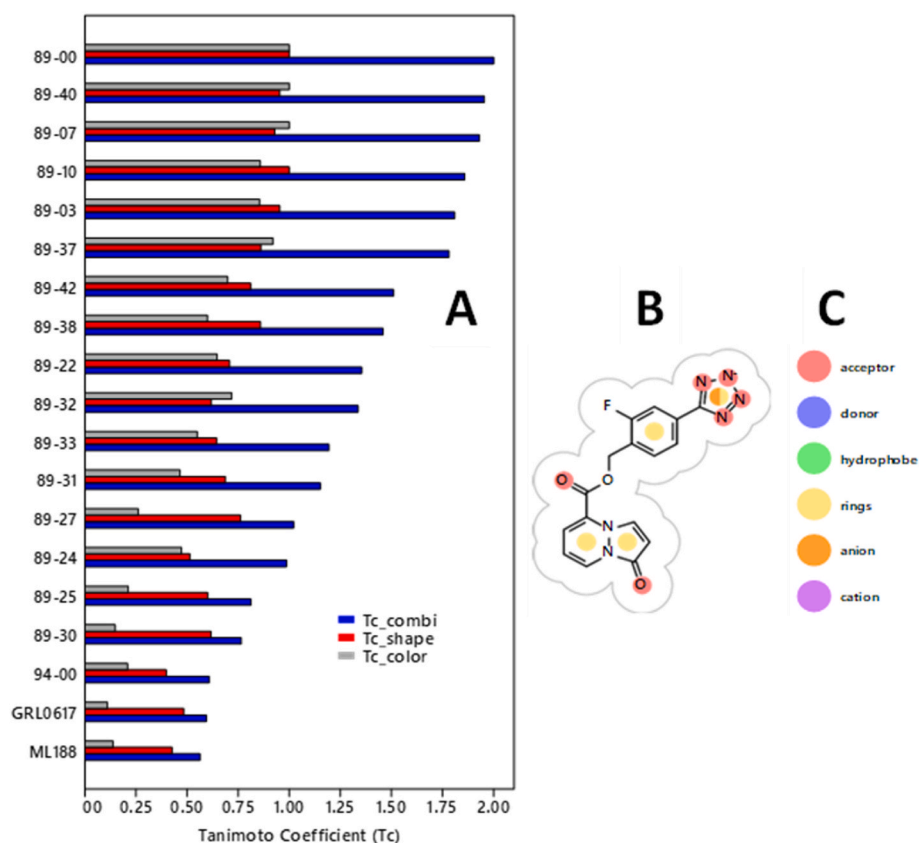 89-00
89-40
89-07
89-10
89-03
89-37
89-42
89-38
89-22
89-32
89-33
89-31
89-27
89-24
89-25
89-30
94-00
GRL0617
ML188
Tc_combi
Tc_shape
Tc_color
0.00 0.25 0.50 0.75 1.00 1.25 1.50 1.75 2.00
Tanimoto Coefficient (Tc)
A
B
C
N N-
N N
F
O O
N
N
O
acceptor
donor
hydrophobe
rings
anion
cation